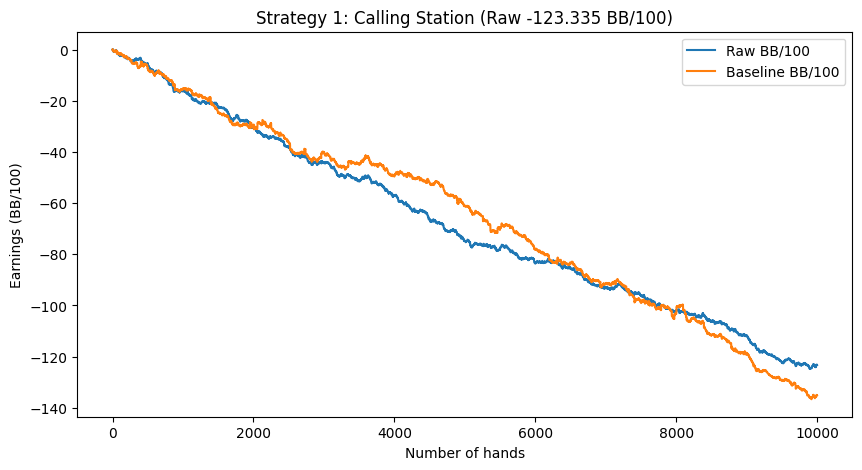 Strategy 1: Calling Station (Raw -123.335 BB/100)
Raw BB/100
Baseline BB/100
Earnings (BB/100)
0
−20
−40
−60
−80
−100
−120
−140
0
2000
4000
6000
8000
10000
Number of hands